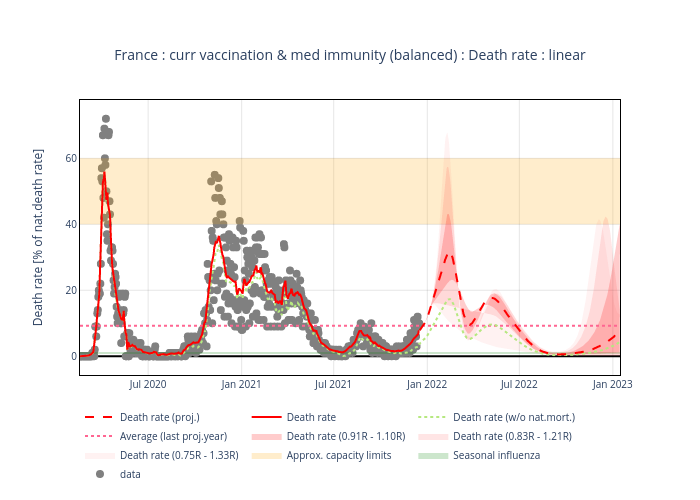 France : curr vaccination & med immunity (balanced) : Death rate : linear
Death rate [% of nat.death rate]
60
40
20
0
Jul 2020 Jan 2021 Jul 2021 Jan 2022 Jul 2022 Jan 2023
Death rate (proj.) Death rate Death rate (w/o nat.mort.)
Average (last proj.year) Death rate (0.91R - 1.10R) Death rate (0.83R - 1.21R)
Death rate (0.75R - 1.33R) Approx. capacity limits Seasonal influenza
data